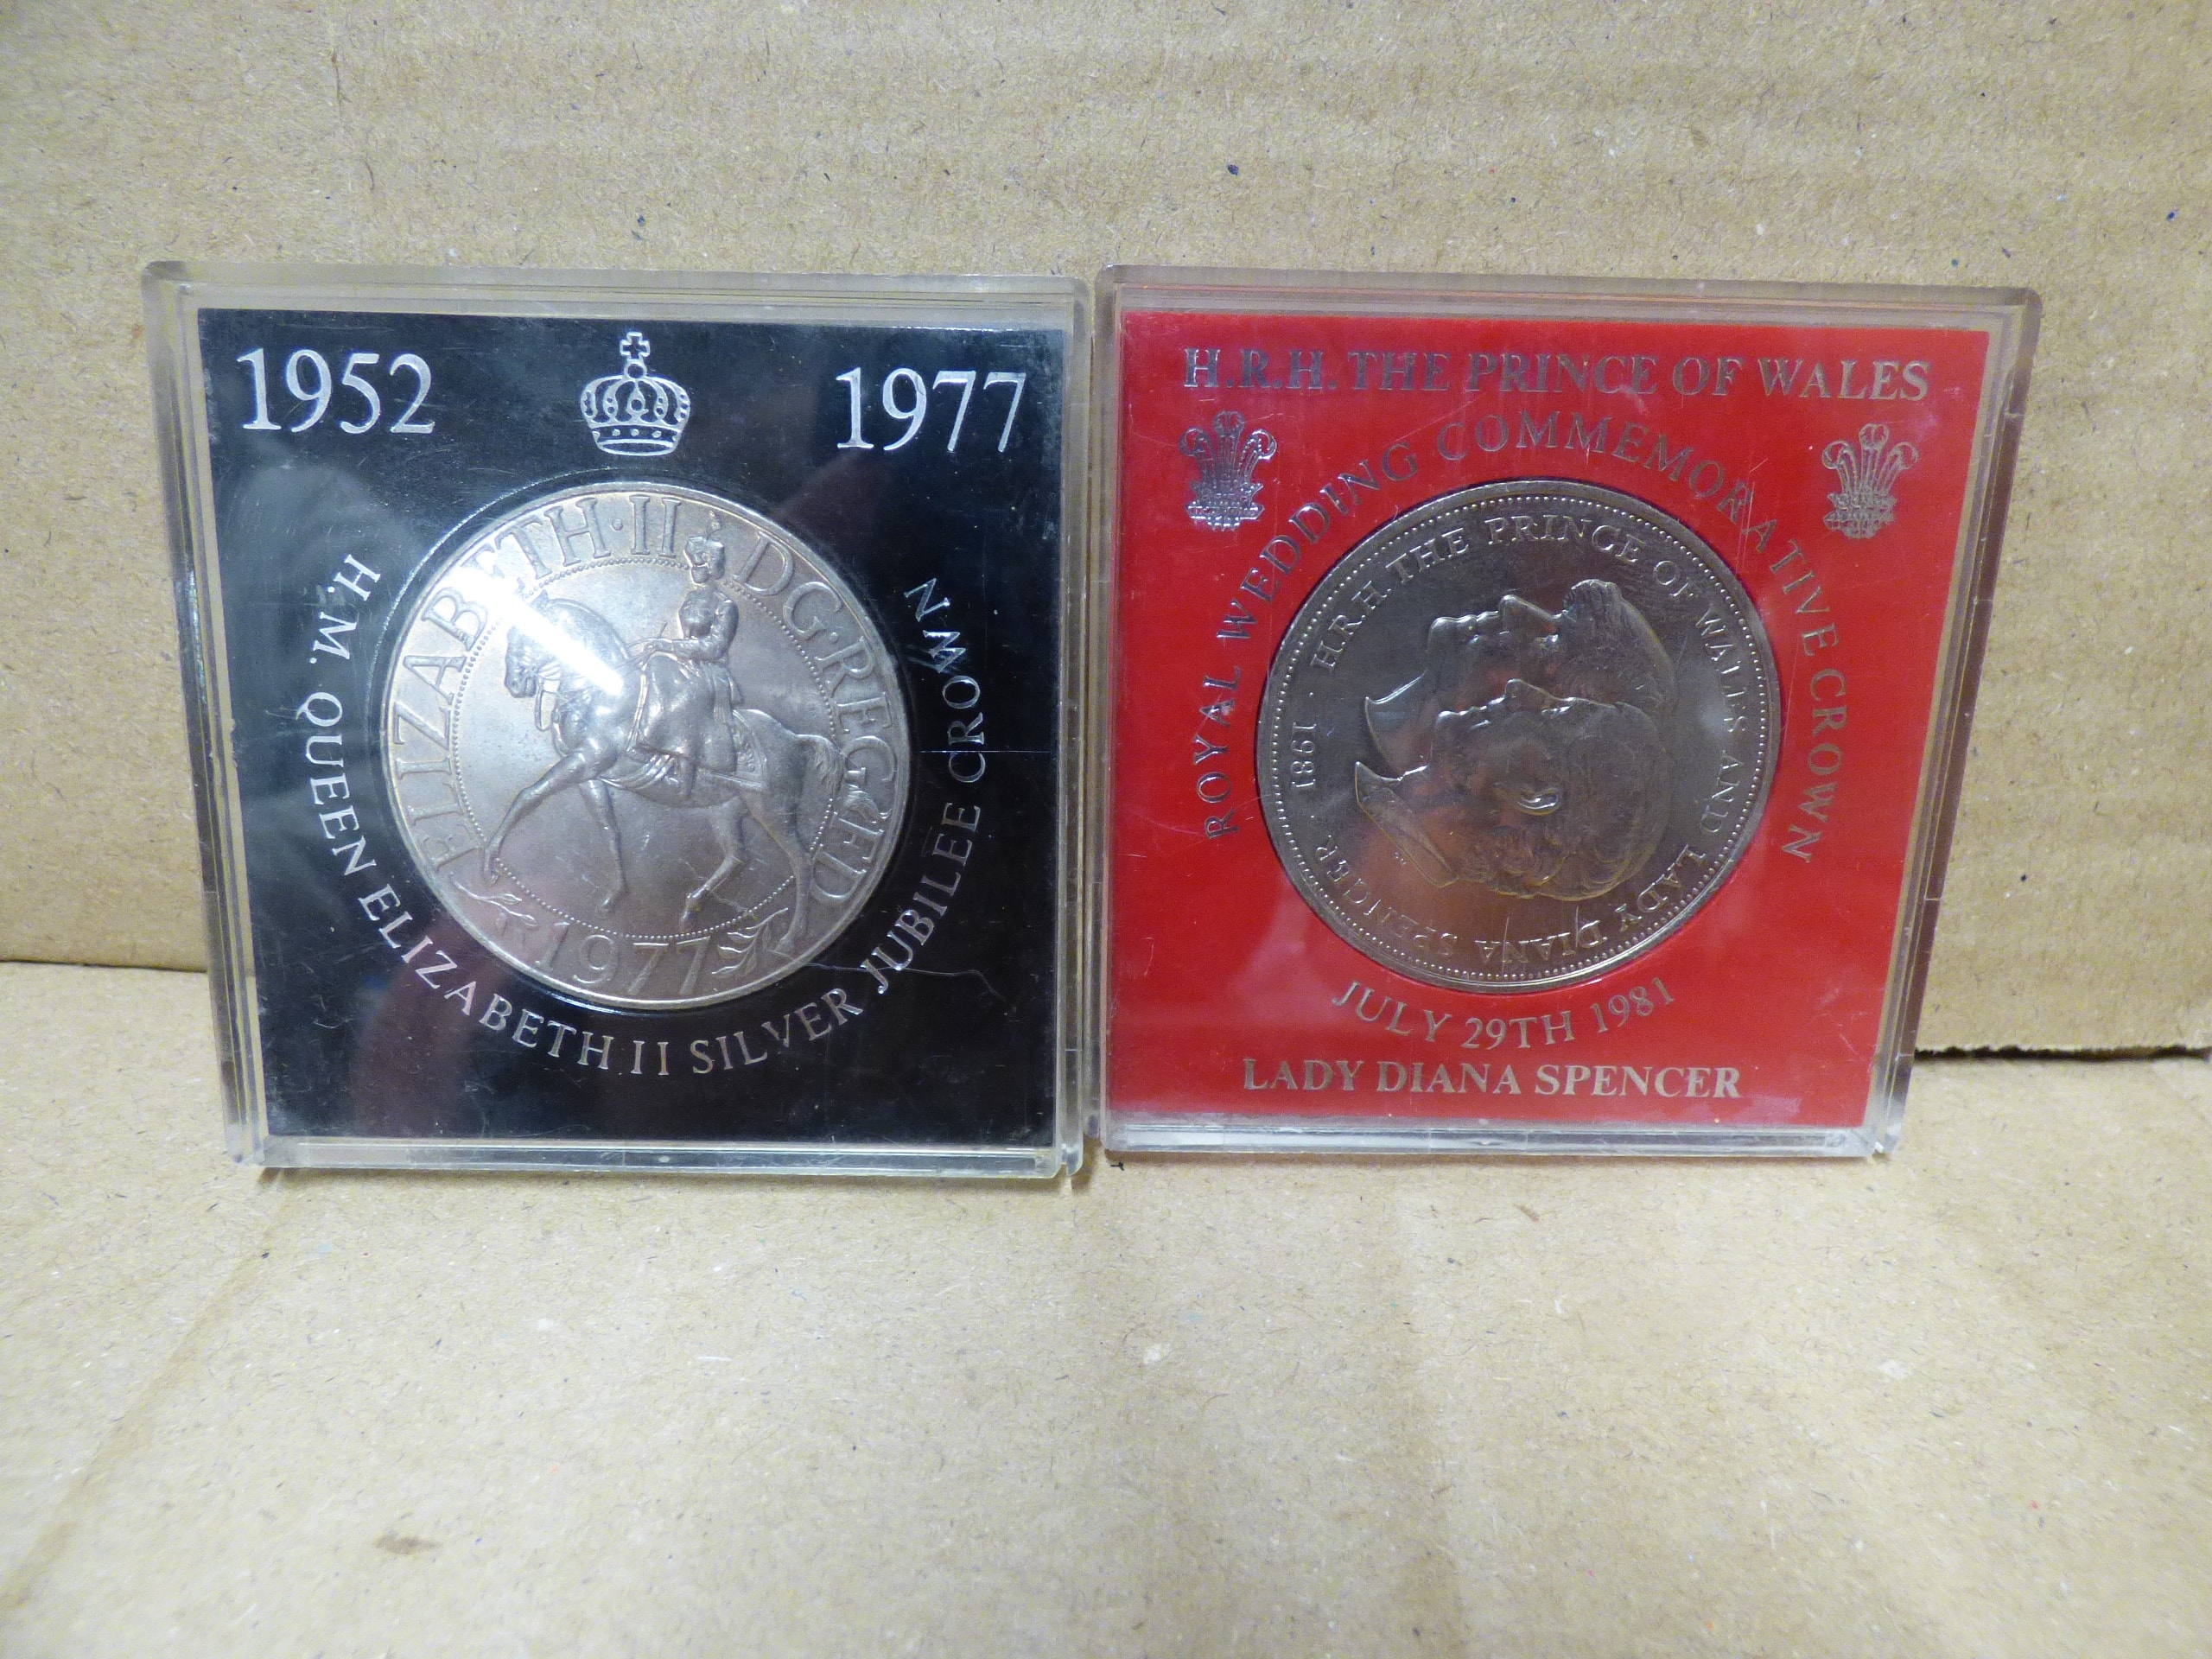 1952 1977
H.M. QUEEN ELIZABETH II SILVER JUBILEE CROWN
ELIZABETH·II DG·REG FD
1977
H.R.H. THE PRINCE OF WALES
ROYAL WEDDING COMMEMORATIVE CROWN
H.R.H. THE PRINCE OF WALES AND LADY DIANA SPENCER · 1981 ·
JULY 29TH 1981
LADY DIANA SPENCER